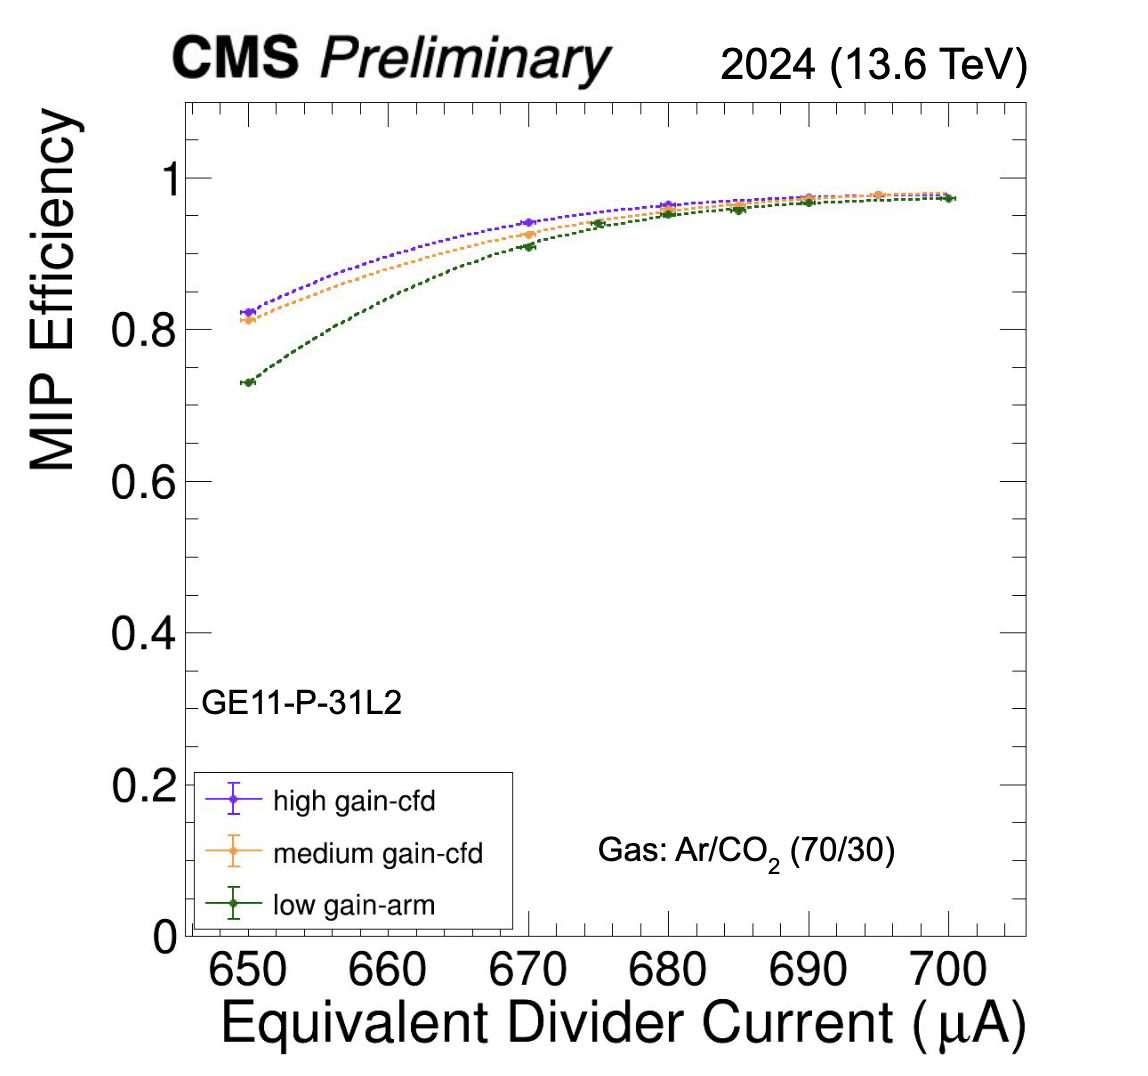 CMS Preliminary 2024 (13.6 TeV)
MIP Efficiency
1
0.8
0.6
0.4
0.2
0
GE11-P-31L2
high gain-cfd
medium gain-cfd
low gain-arm
Gas: Ar/CO₂ (70/30)
650 660 670 680 690 700
Equivalent Divider Current (μA)